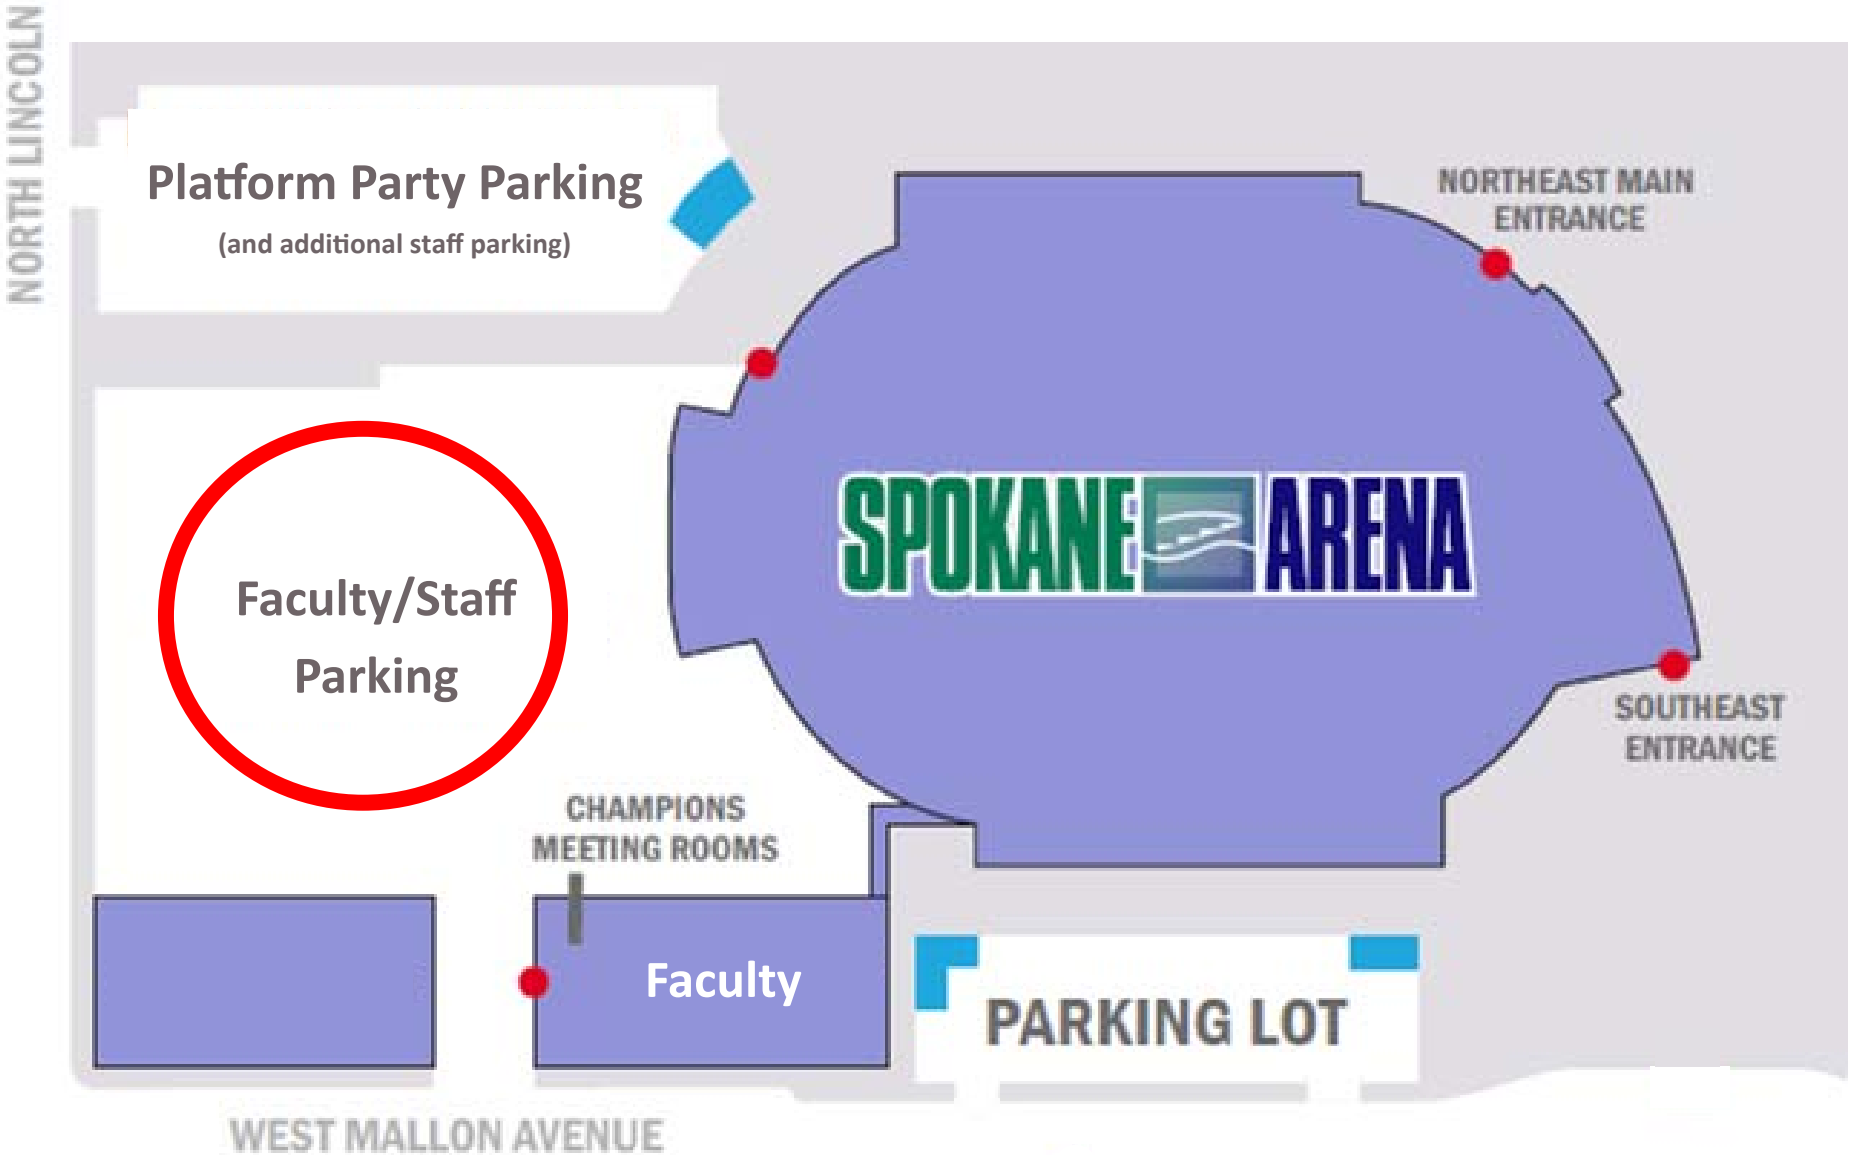 NORTH LINCOLN
Platform Party Parking
(and additional staff parking)
NORTHEAST MAIN
ENTRANCE
SPOKANE ARENA
Faculty/Staff
Parking
SOUTHEAST
ENTRANCE
CHAMPIONS
MEETING ROOMS
Faculty
PARKING LOT
WEST MALLON AVENUE